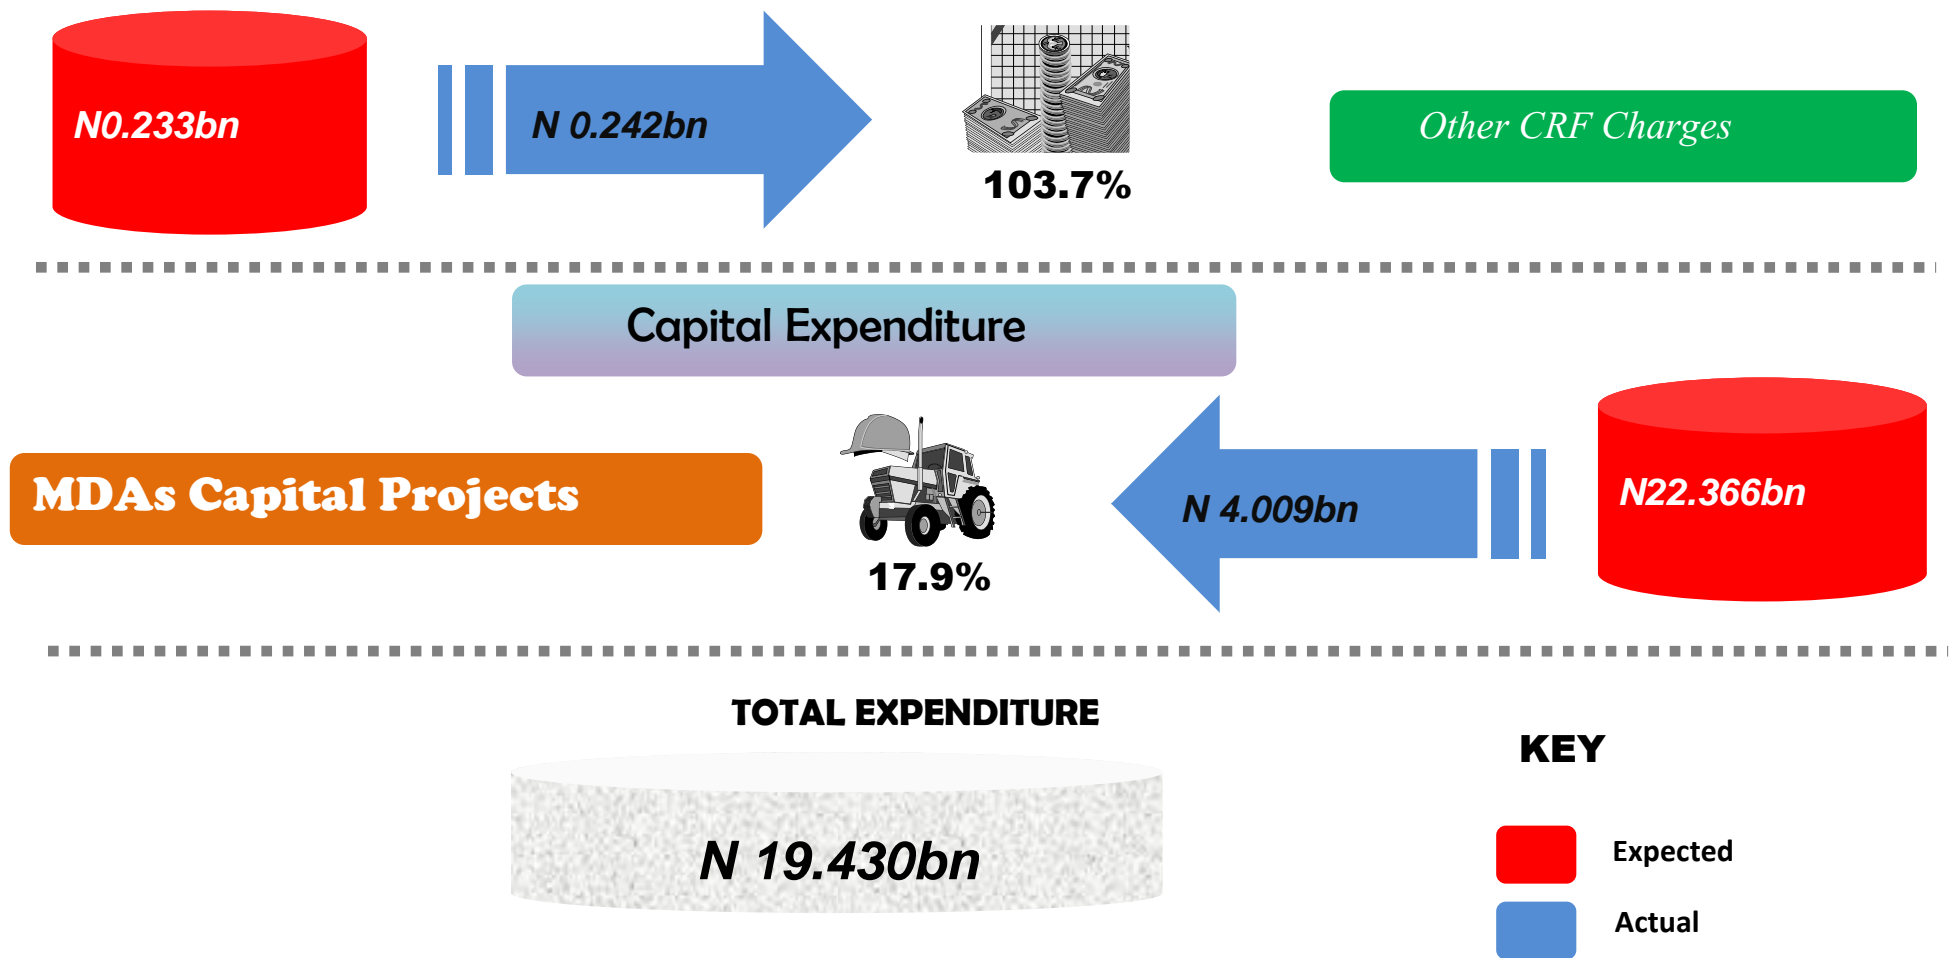 N0.233bn
N 0.242bn
103.7%
Other CRF Charges
Capital Expenditure
MDAs Capital Projects
17.9%
N 4.009bn
N22.366bn
TOTAL EXPENDITURE
N 19.430bn
KEY
Expected
Actual